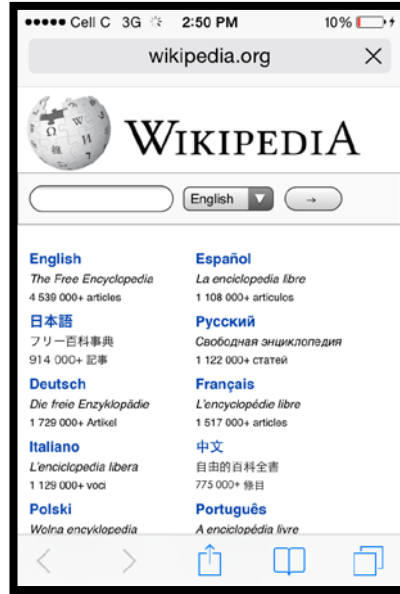 Cell C 3G 2:50 PM 10%
wikipedia.org
WIKIPEDIA
English
English
The Free Encyclopedia
4 539 000+ articles
Español
La enciclopedia libre
1 108 000+ artículos
日本語
フリー百科事典
914 000+ 記事
Русский
Свободная энциклопедия
1 122 000+ статей
Deutsch
Die freie Enzyklopädie
1 729 000+ Artikel
Français
L'encyclopédie libre
1 517 000+ articles
Italiano
L'enciclopedia libera
1 129 000+ voci
中文
自由的百科全書
775 000+ 條目
Polski
Wolna encyklopedia
Português
A enciclopédia livre